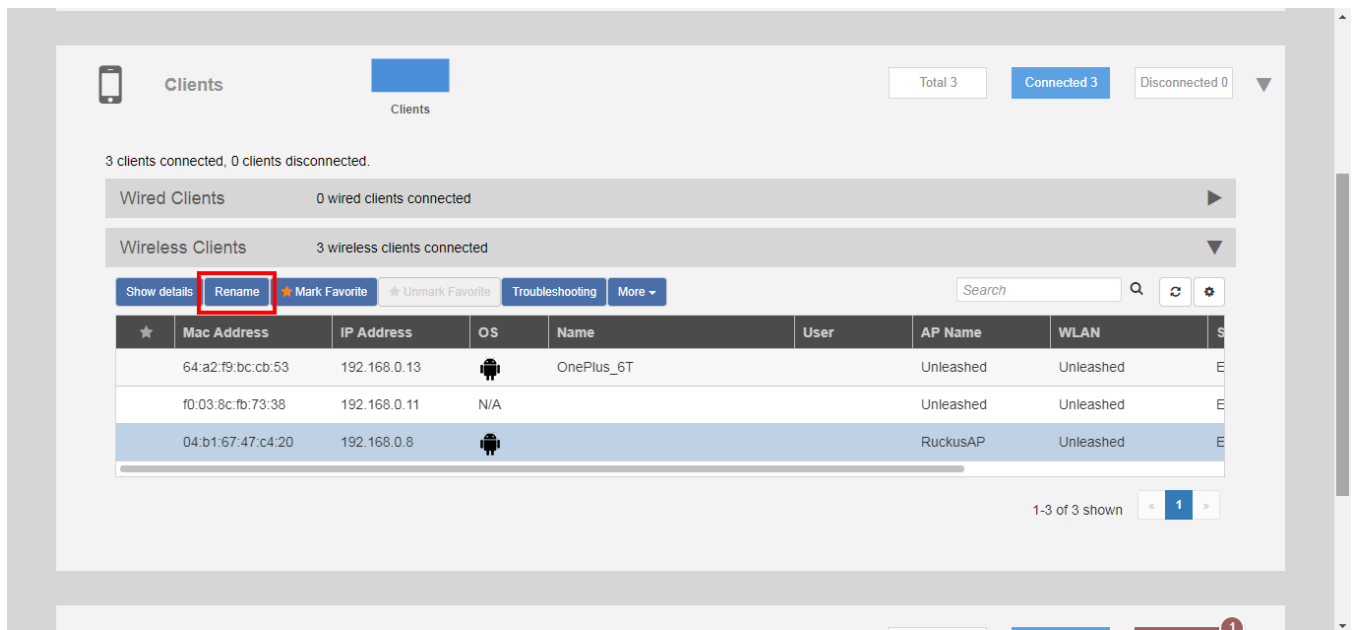 Clients
Clients
Total 3
Connected 3
Disconnected 0
3 clients connected, 0 clients disconnected.
Wired Clients 0 wired clients connected
Wireless Clients 3 wireless clients connected
Show details Rename Mark Favorite Unmark Favorite Troubleshooting More Search
Mac Address IP Address OS Name User AP Name WLAN S
64:a2:f9:bc:cb:53 192.168.0.13 OnePlus_6T Unleashed Unleashed E
f0:03:8c:fb:73:38 192.168.0.11 N/A Unleashed Unleashed E
04:b1:67:47:c4:20 192.168.0.8 RuckusAP Unleashed E
1-3 of 3 shown « 1 »
1